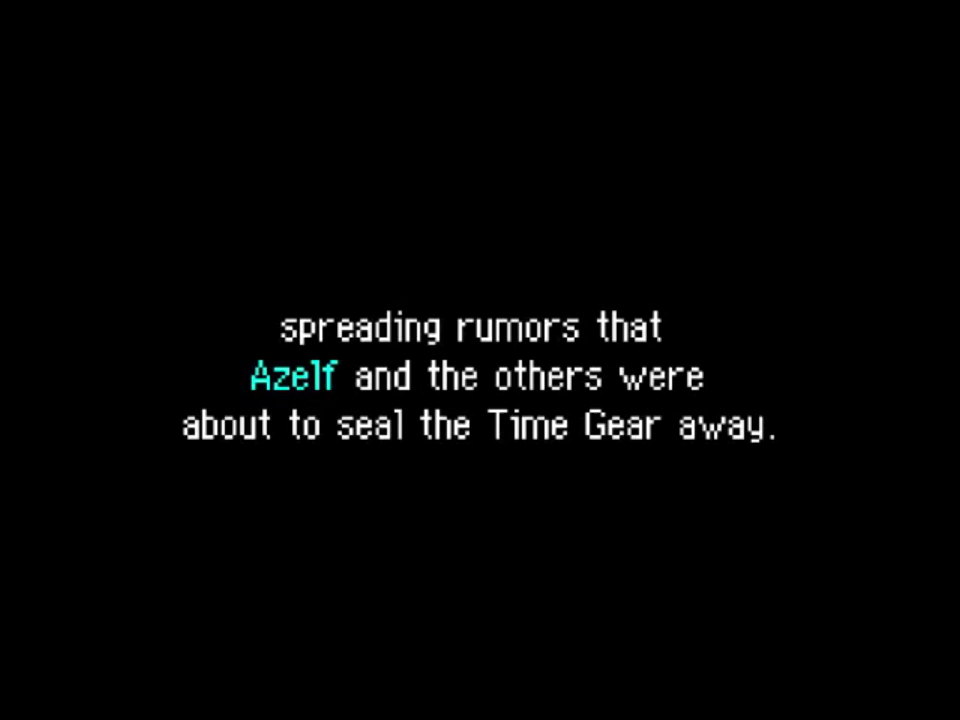 spreading rumors that
Azelf and the others were
about to seal the Time Gear away.